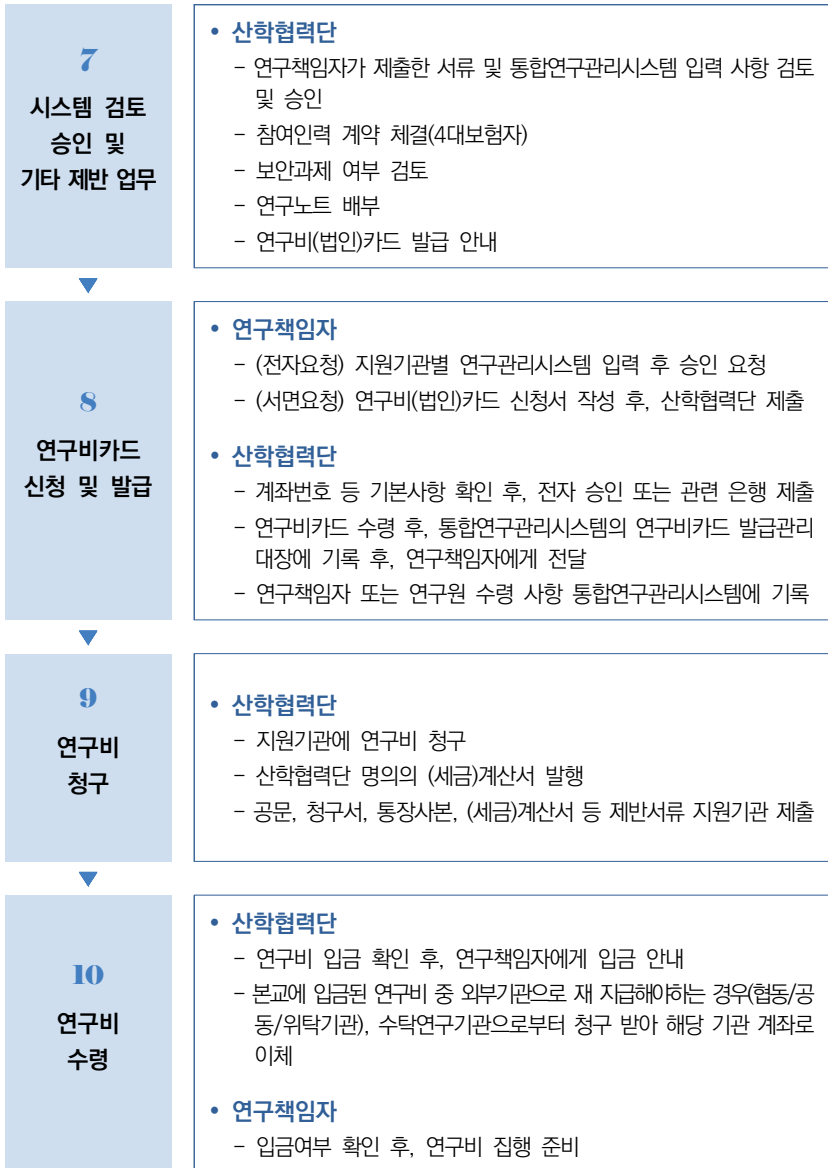 7
시스템 검토
승인 및
기타 제반 업무
• 산학협력단
- 연구책임자가 제출한 서류 및 통합연구관리시스템 입력 사항 검토
및 승인
- 참여인력 계약 체결(4대보험자)
- 보안과제 여부 검토
- 연구노트 배부
- 연구비(법인)카드 발급 안내
8
연구비카드
신청 및 발급
• 연구책임자
- (전자요청) 지원기관별 연구관리시스템 입력 후 승인 요청
- (서면요청) 연구비(법인)카드 신청서 작성 후, 산학협력단 제출
• 산학협력단
- 계좌번호 등 기본사항 확인 후, 전자 승인 또는 관련 은행 제출
- 연구비카드 수령 후, 통합연구관리시스템의 연구비카드 발급관리
대장에 기록 후, 연구책임자에게 전달
- 연구책임자 또는 연구원 수령 사항 통합연구관리시스템에 기록
9
연구비
청구
• 산학협력단
- 지원기관에 연구비 청구
- 산학협력단 명의의 (세금)계산서 발행
- 공문, 청구서, 통장사본, (세금)계산서 등 제반서류 지원기관 제출
10
연구비
수령
• 산학협력단
- 연구비 입금 확인 후, 연구책임자에게 입금 안내
- 본교에 입금된 연구비 중 외부기관으로 재 지급해야하는 경우(협동/공
동/위탁기관), 수탁연구기관으로부터 청구 받아 해당 기관 계좌로
이체
• 연구책임자
- 입금여부 확인 후, 연구비 집행 준비